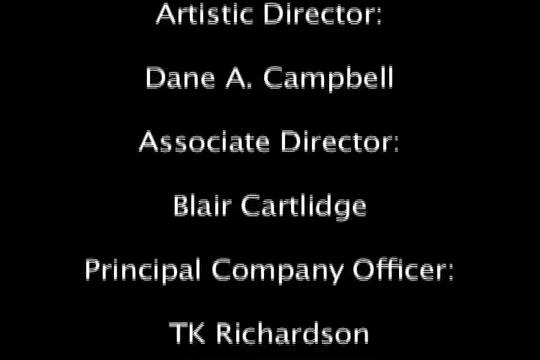 Artistic Director:
Dane A. Campbell
Associate Director:
Blair Cartlidge
Principal Company Officer:
TK Richardson